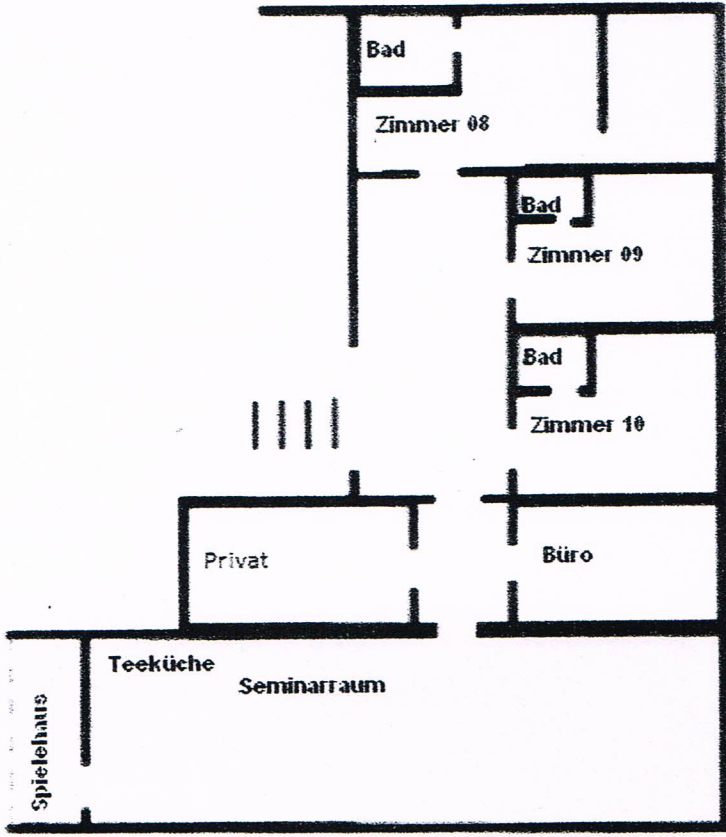 Bad
Zimmer 08
Bad
Zimmer 09
Bad
Zimmer 10
Privat
Büro
Teeküche
Seminarraum
Spielehaus